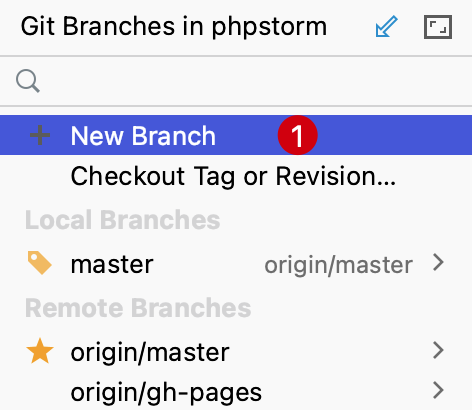 Git Branches in phpstorm
New Branch 1
Checkout Tag or Revision...
Local Branches
master origin/master
Remote Branches
origin/master
origin/gh-pages